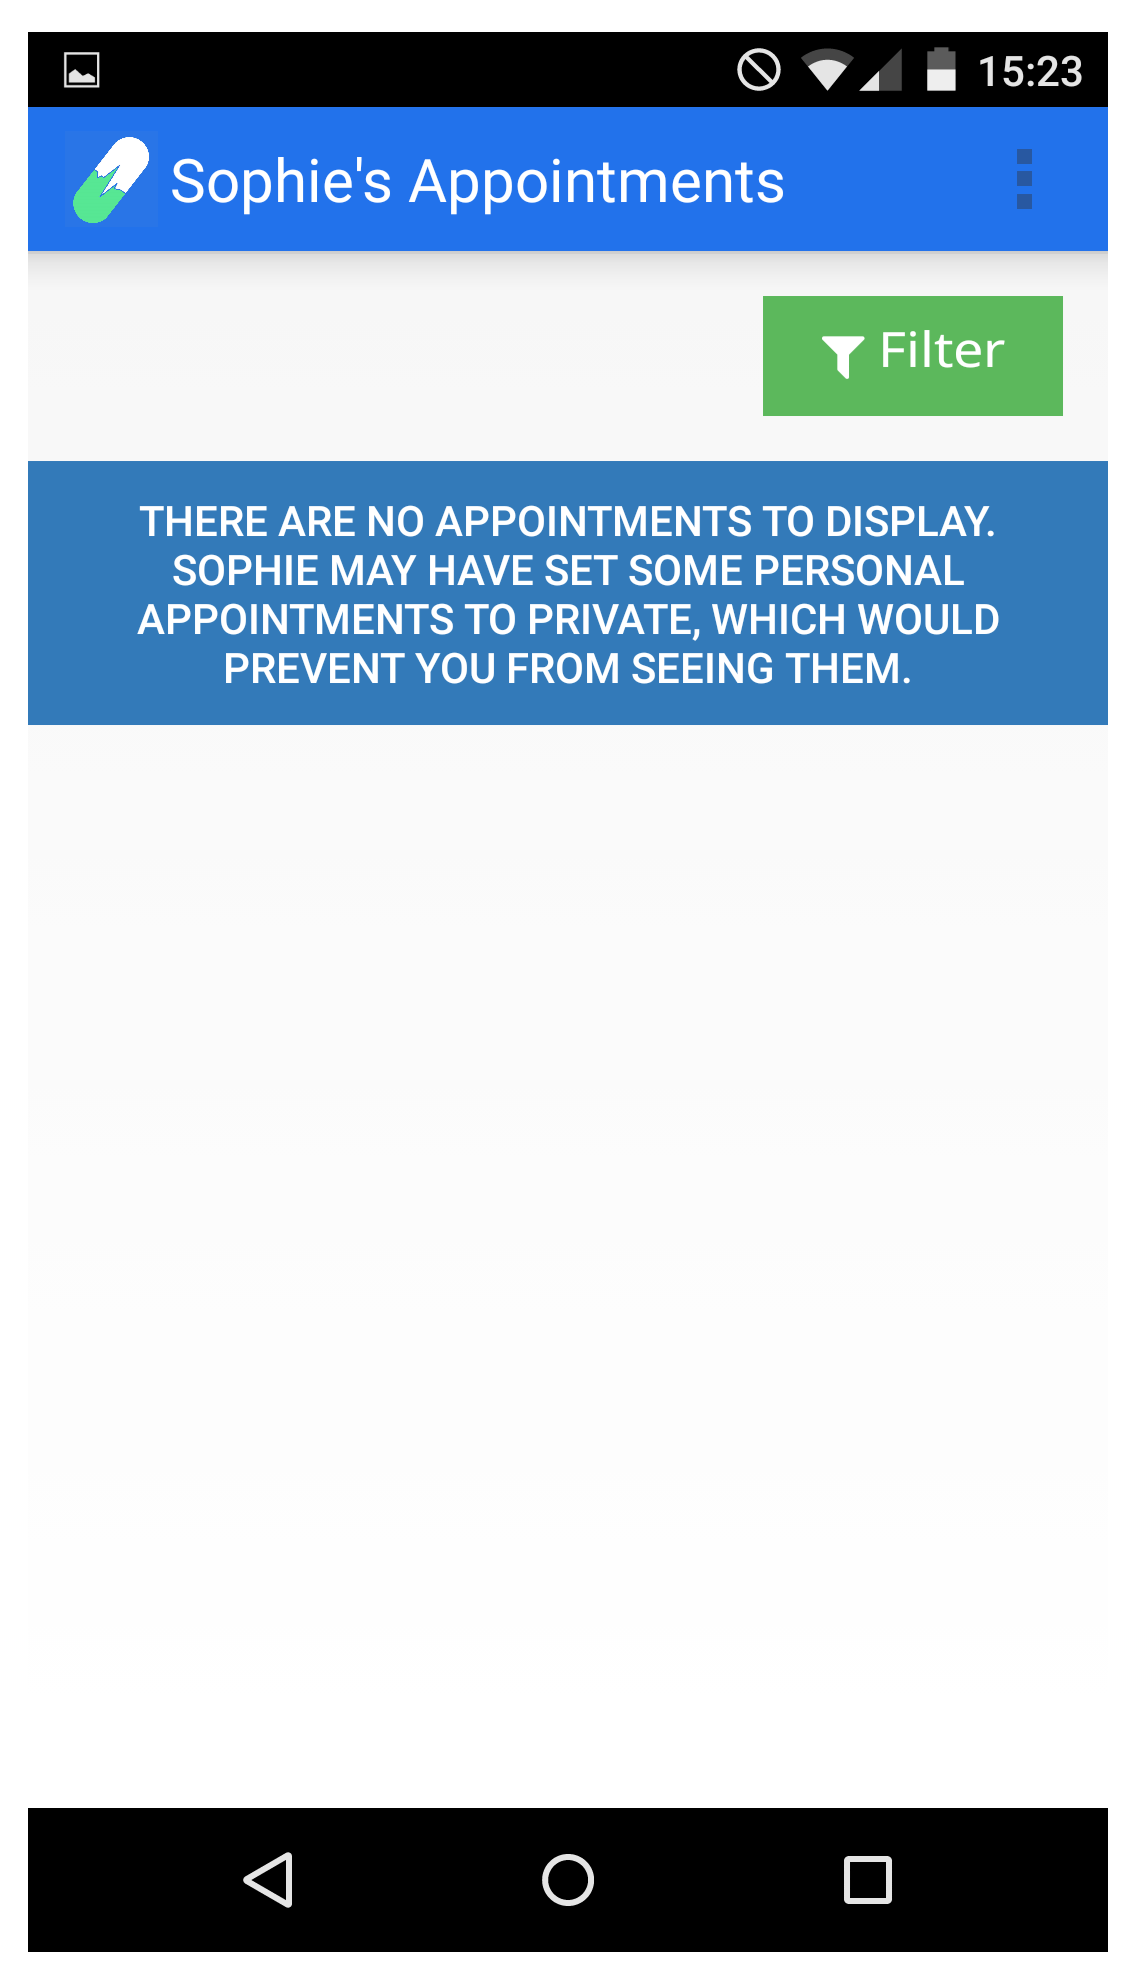 15:23
Sophie's Appointments
Filter
THERE ARE NO APPOINTMENTS TO DISPLAY.
SOPHIE MAY HAVE SET SOME PERSONAL
APPOINTMENTS TO PRIVATE, WHICH WOULD
PREVENT YOU FROM SEEING THEM.